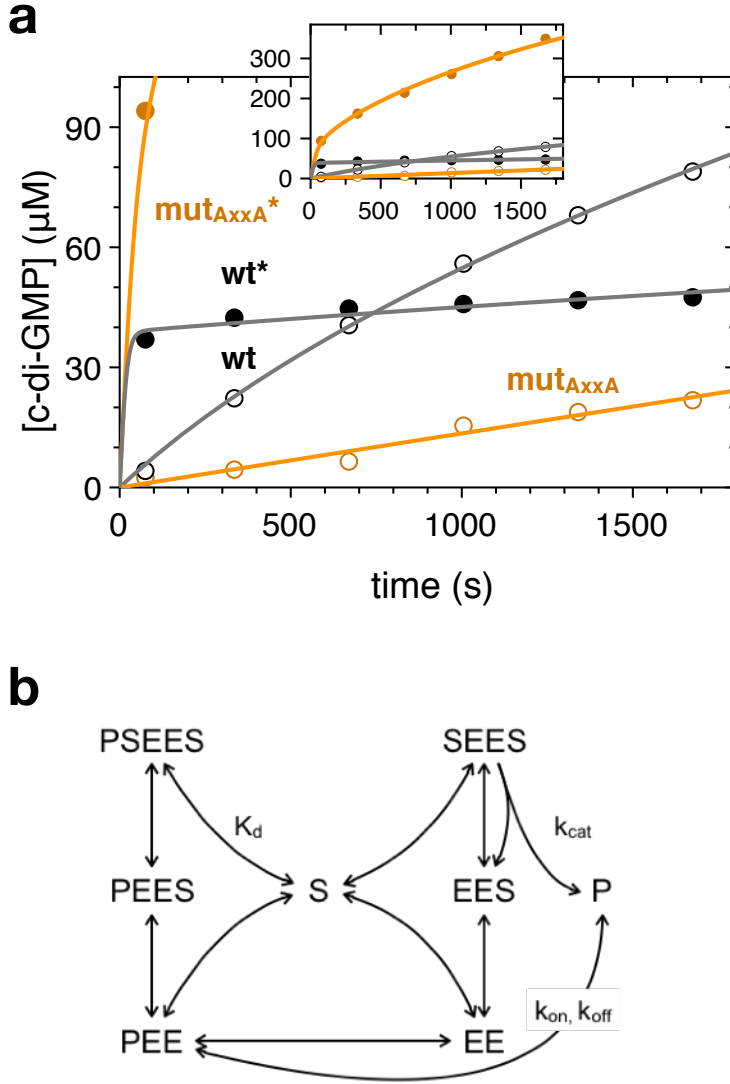 a
300
200
100
0
0 500 1000 1500
90
60
30
0
[c-di-GMP] (µM)
mutAxxA*
wt*
wt
mutAxxA
0 500 1000 1500
time (s)
b
PSEES SEES
Kd kcat
PEES S EES P
kon, koff
PEE EE